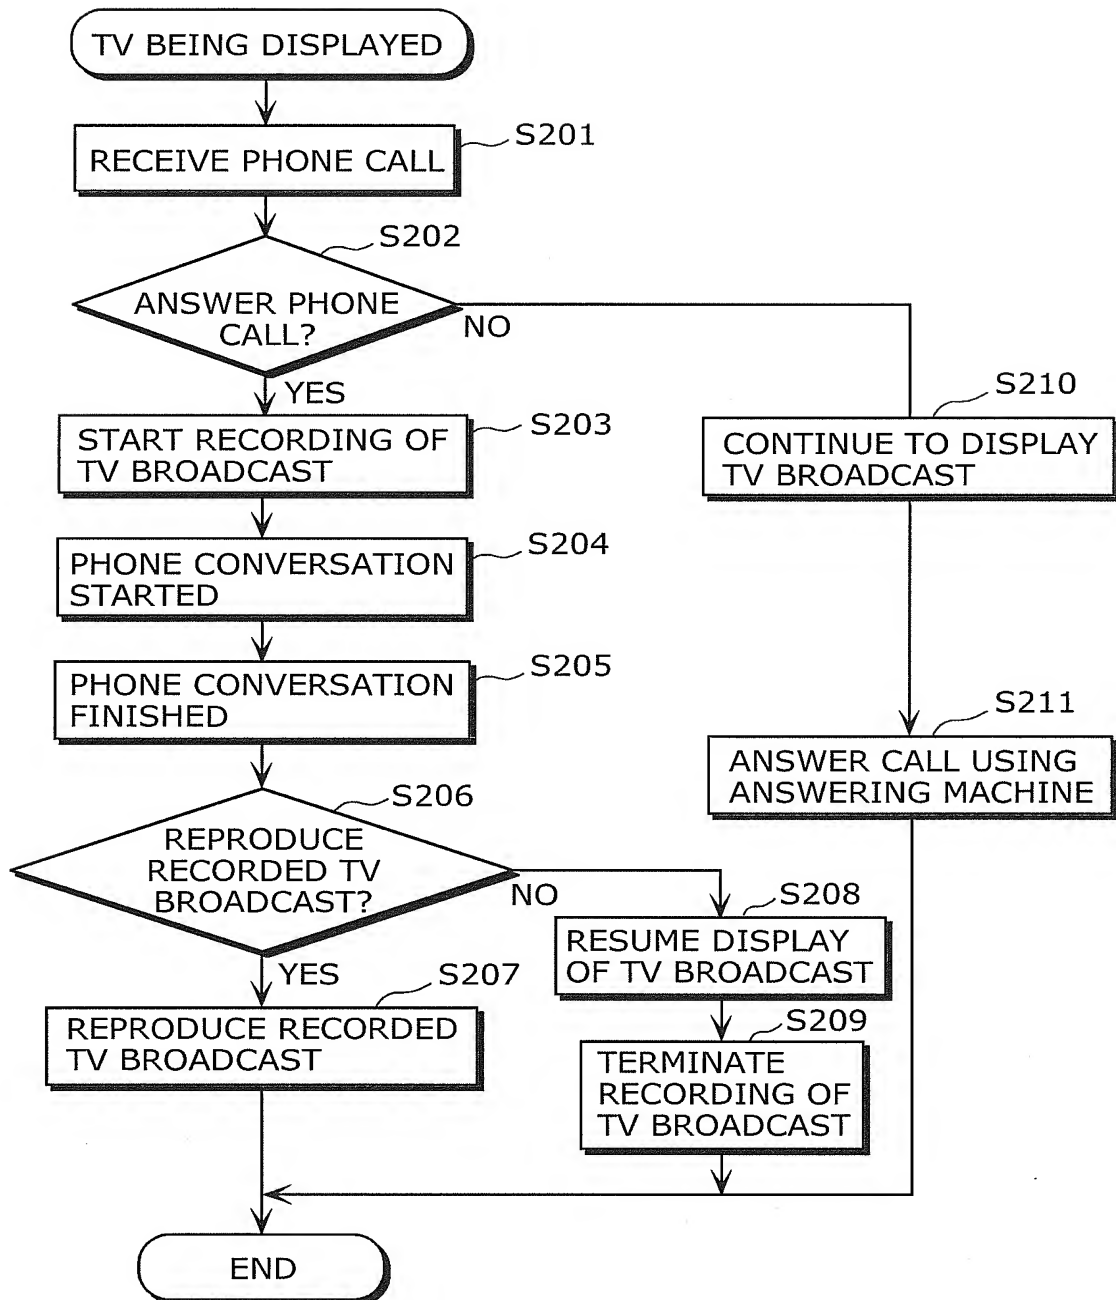 TV BEING DISPLAYED
S201
RECEIVE PHONE CALL
S202
ANSWER PHONE
CALL?
NO
YES
S203
START RECORDING OF
TV BROADCAST
S210
CONTINUE TO DISPLAY
TV BROADCAST
S204
PHONE CONVERSATION
STARTED
S205
PHONE CONVERSATION
FINISHED
S211
ANSWER CALL USING
ANSWERING MACHINE
S206
REPRODUCE
RECORDED TV
BROADCAST?
NO
YES
S208
RESUME DISPLAY
OF TV BROADCAST
S207
REPRODUCE RECORDED
TV BROADCAST
S209
TERMINATE
RECORDING OF
TV BROADCAST
END